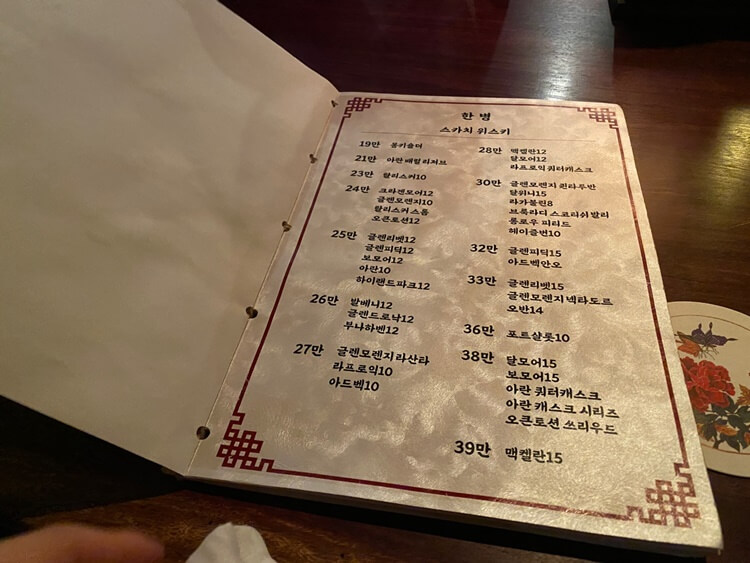 한 병
스카치 위스키
19만 몽키숄더
21만 아란 배럴 리저브
23만 탈리스커10
24만 크라겐모어12
글렌모렌지10
탈리스커 스톰
오큰토션12
25만 글렌리벳12
글렌피딕12
보모어12
아란10
하이랜드파크12
26만 발베니12
글렌드로낙12
부나하벤12
27만 글렌모렌지 라산타
라프로익10
아드벡10
28만 맥켈란12
달모어12
라프로익 쿼터캐스크
30만 글렌모렌지 퀸타루반
달위니15
라가불린8
브룩라디 스코티쉬 발리
롱로우 피티드
헤이즐번10
32만 글렌피딕15
아드벡안오
33만 글렌리벳15
글렌모렌지 넥타도르
오반14
36만 포트샬롯10
38만 달모어15
보모어15
아란 쿼터캐스크
아란 캐스크 시리즈
오큰토션 쓰리우드
39만 맥켈란15